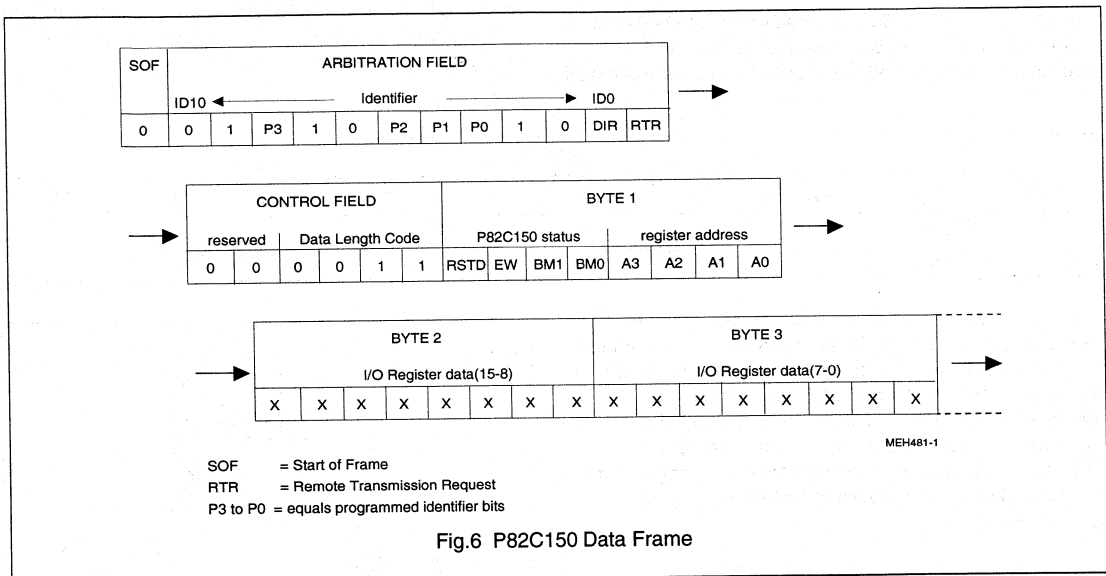 SOF ARBITRATION FIELD
ID10 Identifier ID0
0 0 1 P3 1 0 P2 P1 P0 1 0 DIR RTR
CONTROL FIELD BYTE 1
reserved Data Length Code P82C150 status register address
0 0 0 0 1 1 RSTD EW BM1 BM0 A3 A2 A1 A0
BYTE 2 BYTE 3
I/O Register data(15-8) I/O Register data(7-0)
X X X X X X X X X X X X X X X X
MEH481-1
SOF = Start of Frame
RTR = Remote Transmission Request
P3 to P0 = equals programmed identifier bits
Fig.6 P82C150 Data Frame